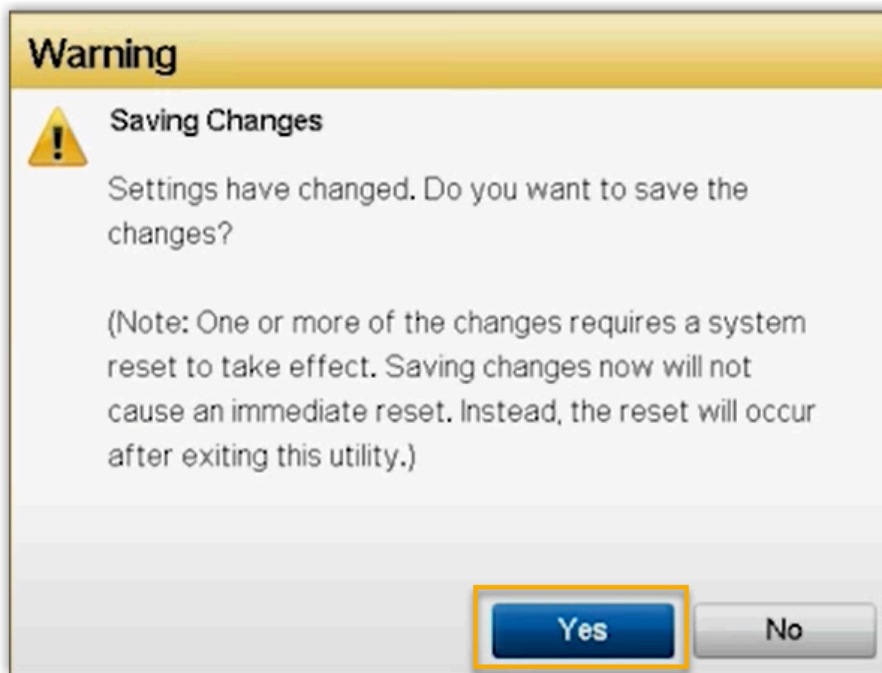 Warning
Saving Changes
Settings have changed. Do you want to save the
changes?
(Note: One or more of the changes requires a system
reset to take effect. Saving changes now will not
cause an immediate reset. Instead, the reset will occur
after exiting this utility.)
Yes No